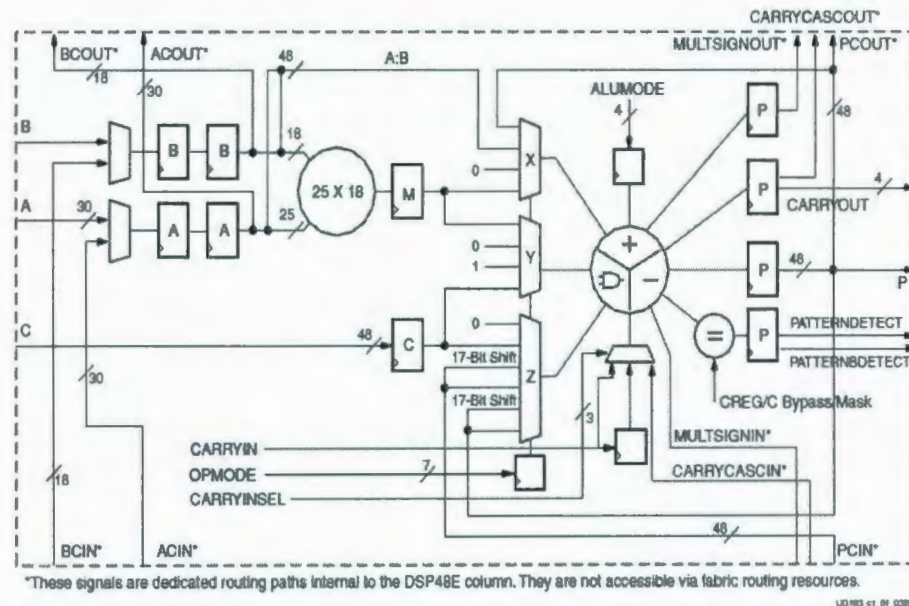 CARRYCASCOUT*
BCOUT* ACOUT* MULTSIGNOUT* PCOUT*
18 30 48 A:B ALUMODE 4 48
B 18 0 X P
B B 25 X 18 M P 4
A 30 25 CARRYOUT
A A 0 Y 1 + − 48 P
P
C 48 C 0 = P PATTERNDETECT
PATTERNBDETECT
17-Bit Shift Z
30 17-Bit Shift 3 CREG/C Bypass/Mask
CARRYIN MULTSIGNIN*
18 OPMODE 7 CARRYCASCIN*
CARRYINSEL
48
BCIN* ACIN* PCIN*
*These signals are dedicated routing paths internal to the DSP48E column. They are not accessible via fabric routing resources.